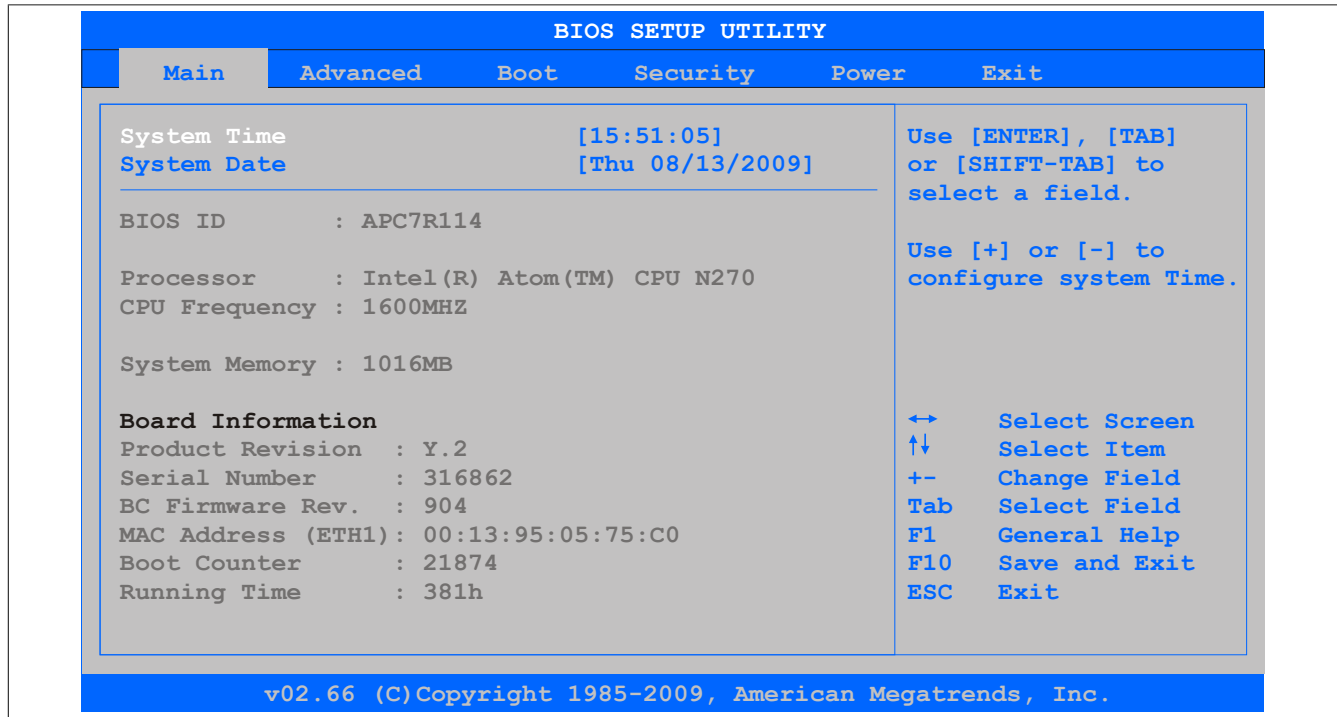 BIOS SETUP UTILITY
Main Advanced Boot Security Power Exit
System Time [15:51:05]
System Date [Thu 08/13/2009]
BIOS ID : APC7R114
Processor : Intel(R) Atom(TM) CPU N270
CPU Frequency : 1600MHZ
System Memory : 1016MB
Board Information
Product Revision : Y.2
Serial Number : 316862
BC Firmware Rev. : 904
MAC Address (ETH1): 00:13:95:05:75:C0
Boot Counter : 21874
Running Time : 381h
Use [ENTER], [TAB]
or [SHIFT-TAB] to
select a field.
Use [+] or [-] to
configure system Time.
↔ Select Screen
↑↓ Select Item
+- Change Field
Tab Select Field
F1 General Help
F10 Save and Exit
ESC Exit
v02.66 (C)Copyright 1985-2009, American Megatrends, Inc.